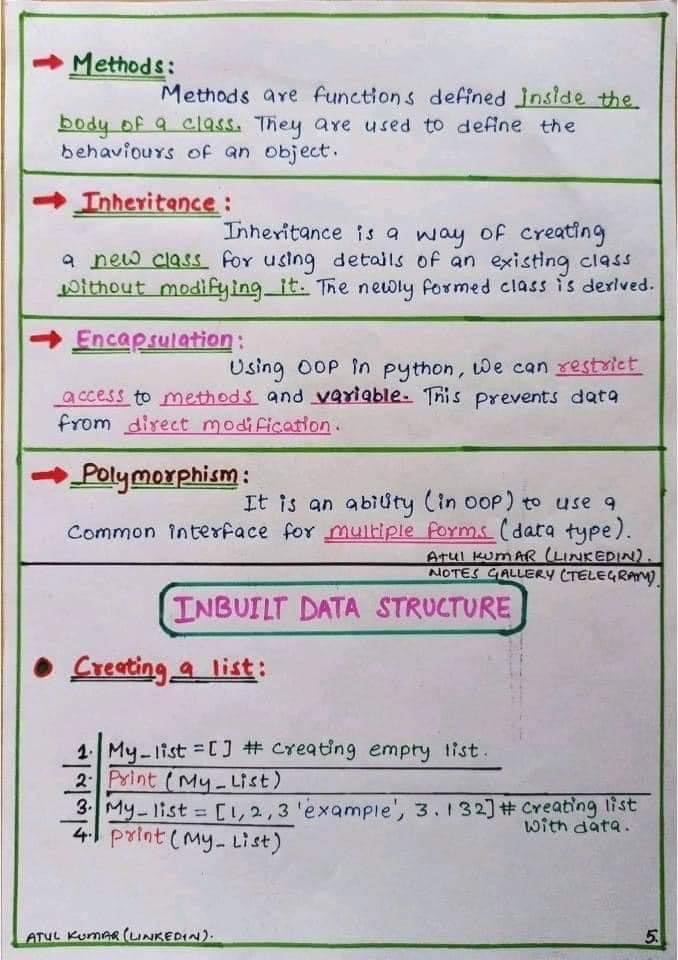 Methods:
Methods are functions defined inside the
body of a class. They are used to define the
behaviours of an object.
Inheritance:
Inheritance is a way of creating
a new class for using details of an existing class
without modifying it. The newly formed class is derived.
Encapsulation:
Using OOP in python, we can restrict
access to methods and variable. This prevents data
from direct modification.
Polymorphism:
It is an ability (in OOP) to use a
Common interface for multiple forms (data type).
ATUL KUMAR (LINKEDIN).
NOTES GALLERY (TELEGRAM)
INBUILT DATA STRUCTURE
Creating a list:
1. My_list = [] # creating empty list.
2. Print (My_List)
3. My_list = [1, 2, 3 'example', 3.132] # creating list
with data.
4. print (My_List)
ATUL KUMAR (LINKEDIN).
5.